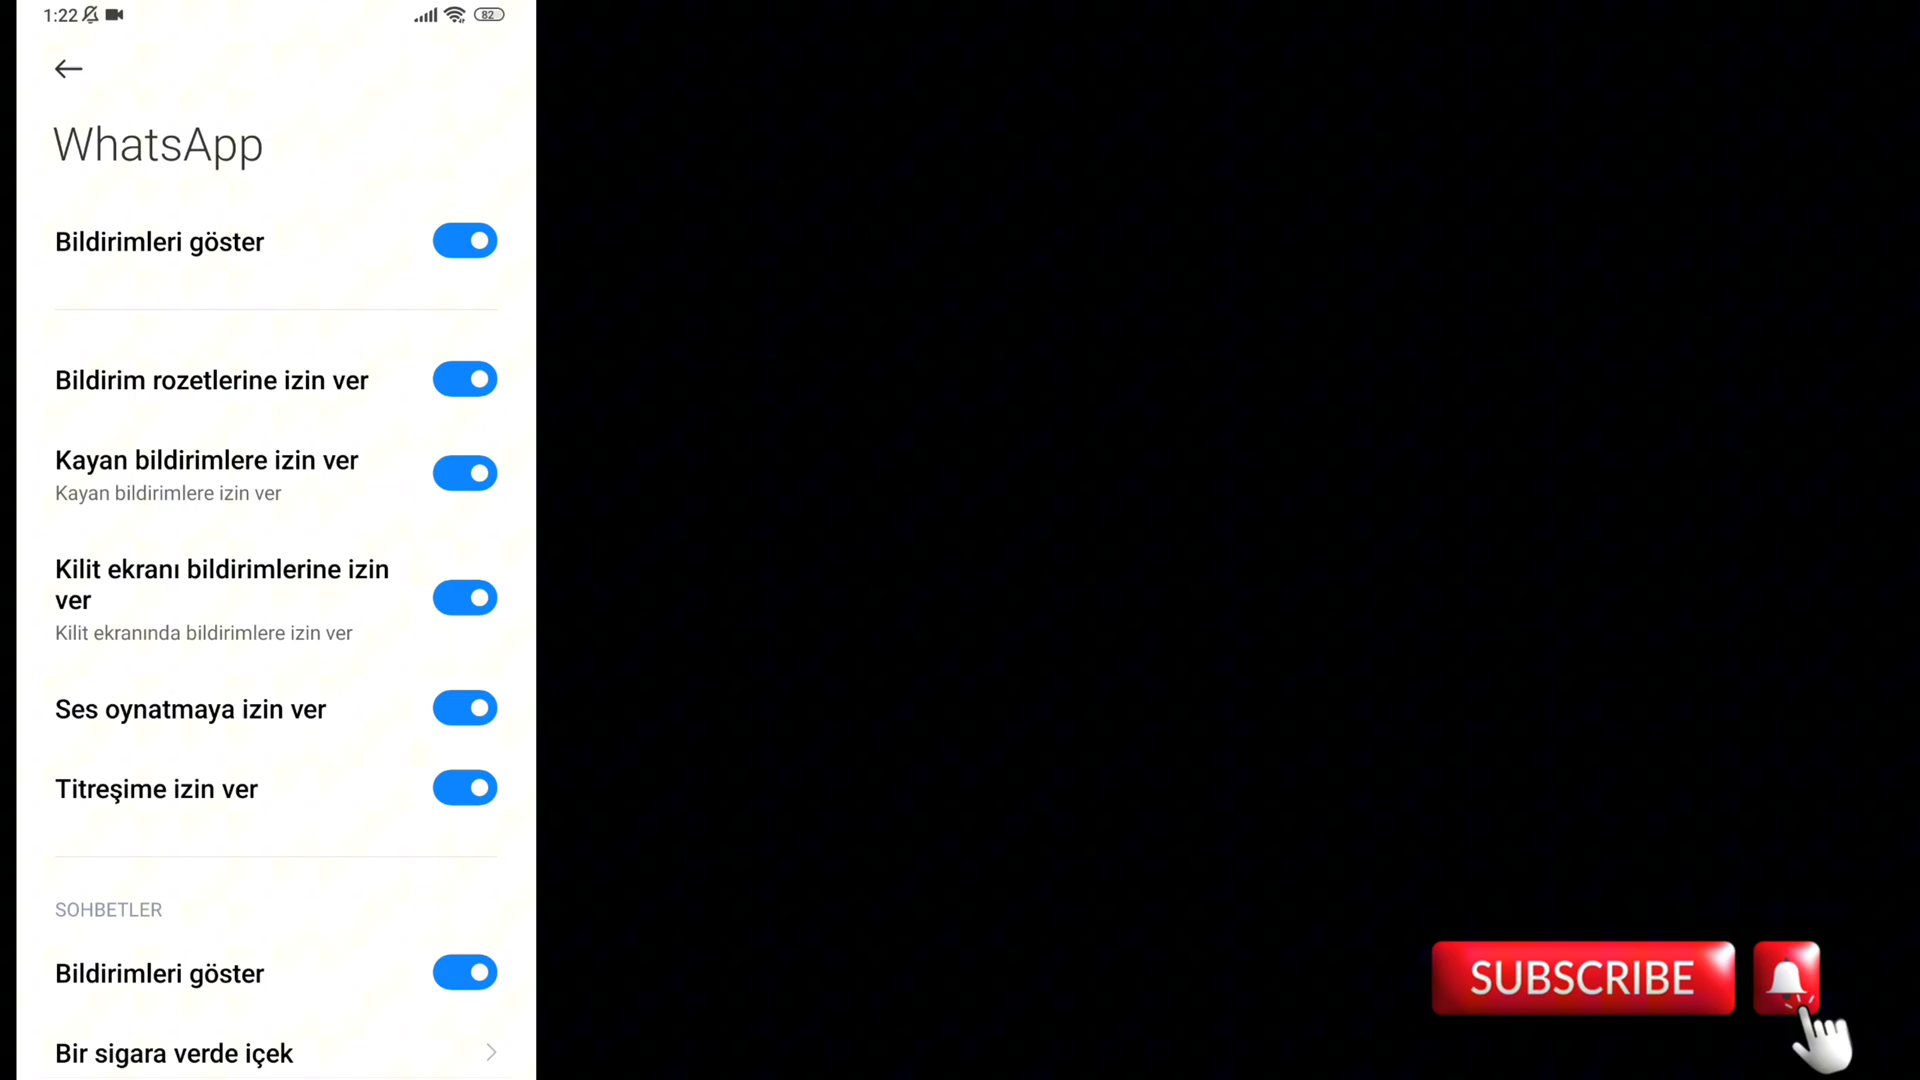 1:22
82
WhatsApp
Bildirimleri göster
Bildirim rozetlerine izin ver
Kayan bildirimlere izin ver
Kayan bildirimlere izin ver
Kilit ekranı bildirimlerine izin
ver
Kilit ekranında bildirimlere izin ver
Ses oynatmaya izin ver
Titreşime izin ver
SOHBETLER
Bildirimleri göster
Bir sigara verde içek
SUBSCRIBE